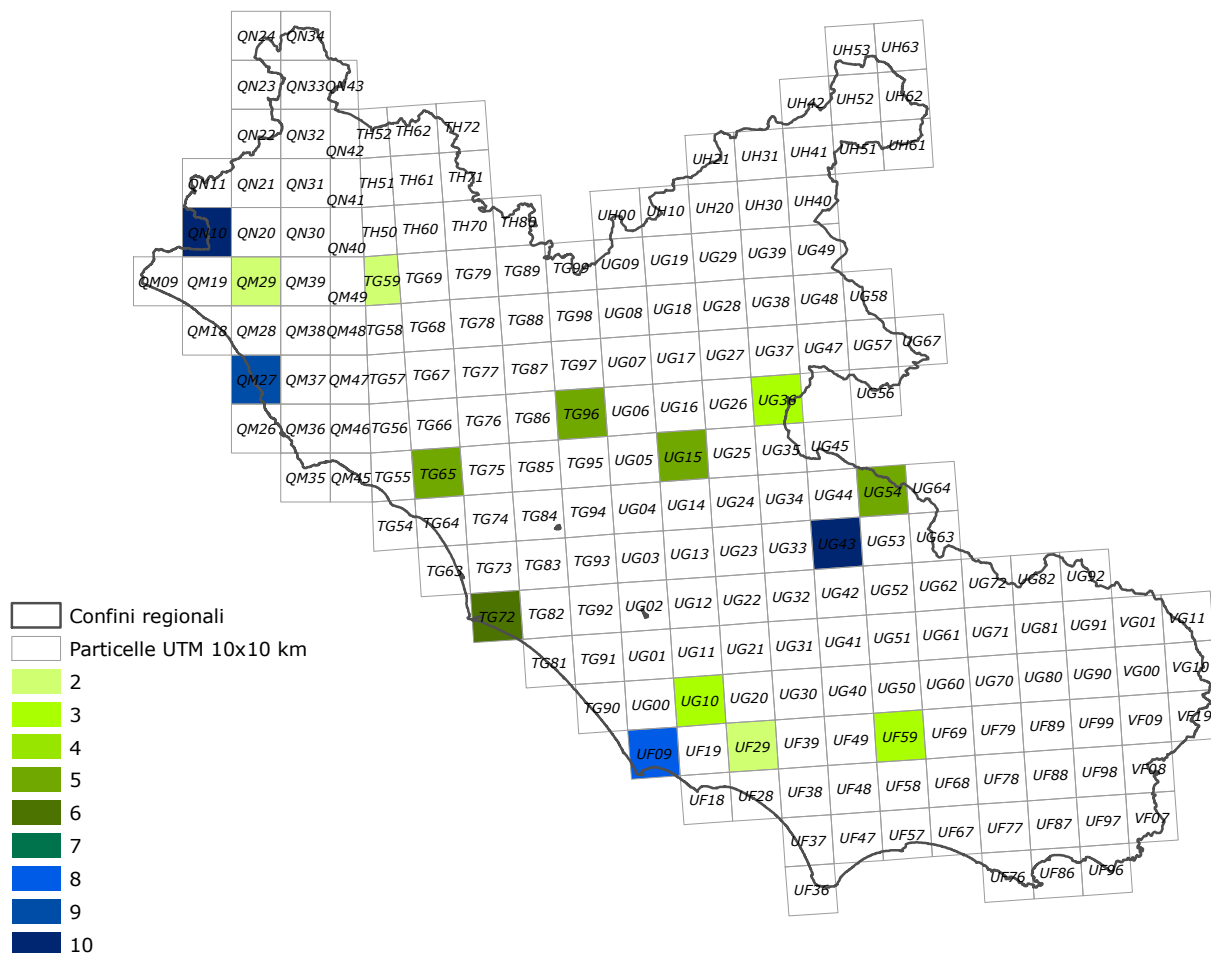 QN24 QN34
UH53 UH63
QN23 QN33 QN43
UH42 UH52 UH62
QN22 QN32 QN42 TH52 TH62 TH72
UH21 UH31 UH41 UH51 UH61
QN11 QN21 QN31 QN41 TH51 TH61 TH71
UH00 UH10 UH20 UH30 UH40
QN10 QN20 QN30 QN40 TH50 TH60 TH70 TH80
QM09 QM19 QM29 QM39 QM49 TG59 TG69 TG79 TG89 TG99 UG09 UG19 UG29 UG39 UG49
QM18 QM28 QM38 QM48 TG58 TG68 TG78 TG88 TG98 UG08 UG18 UG28 UG38 UG48 UG58
QM27 QM37 QM47 TG57 TG67 TG77 TG87 TG97 UG07 UG17 UG27 UG37 UG47 UG57 UG67
QM26 QM36 QM46 TG56 TG66 TG76 TG86 TG96 UG06 UG16 UG26 UG36 UG56
QM35 QM45 TG55 TG65 TG75 TG85 TG95 UG05 UG15 UG25 UG35 UG45
TG54 TG64 TG74 TG84 TG94 UG04 UG14 UG24 UG34 UG44 UG54 UG64
TG63 TG73 TG83 TG93 UG03 UG13 UG23 UG33 UG43 UG53 UG63
TG72 TG82 TG92 UG02 UG12 UG22 UG32 UG42 UG52 UG62 UG72 UG82 UG92
TG81 TG91 UG01 UG11 UG21 UG31 UG41 UG51 UG61 UG71 UG81 UG91 VG01 VG11
TG90 UG00 UG10 UG20 UG30 UG40 UG50 UG60 UG70 UG80 UG90 VG00 VG10
UF09 UF19 UF29 UF39 UF49 UF59 UF69 UF79 UF89 UF99 VF09 VF19
UF18 UF28 UF38 UF48 UF58 UF68 UF78 UF88 UF98 VF08
UF37 UF47 UF57 UF67 UF77 UF87 UF97 VF07
UF36 UF76 UF86 UF96
Confini regionali
Particelle UTM 10x10 km
2
3
4
5
6
7
8
9
10